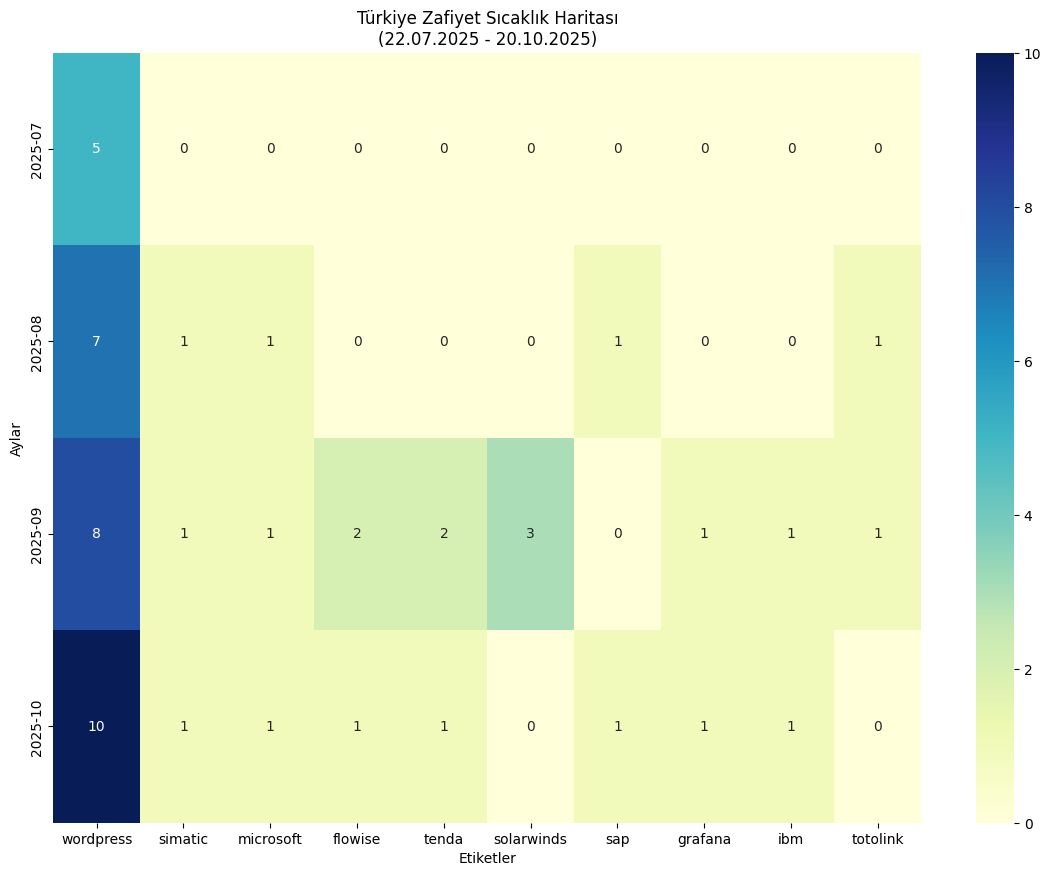 Türkiye Zafiyet Sıcaklık Haritası
(22.07.2025 - 20.10.2025)
Aylar
2025-07
5 0 0 0 0 0 0 0 0 0
2025-08
7 1 1 0 0 0 1 0 0 1
2025-09
8 1 1 2 2 3 0 1 1 1
2025-10
10 1 1 1 1 0 1 1 1 0
wordpress simatic microsoft flowise tenda solarwinds sap grafana ibm totolink
Etiketler
10
8
6
4
2
0